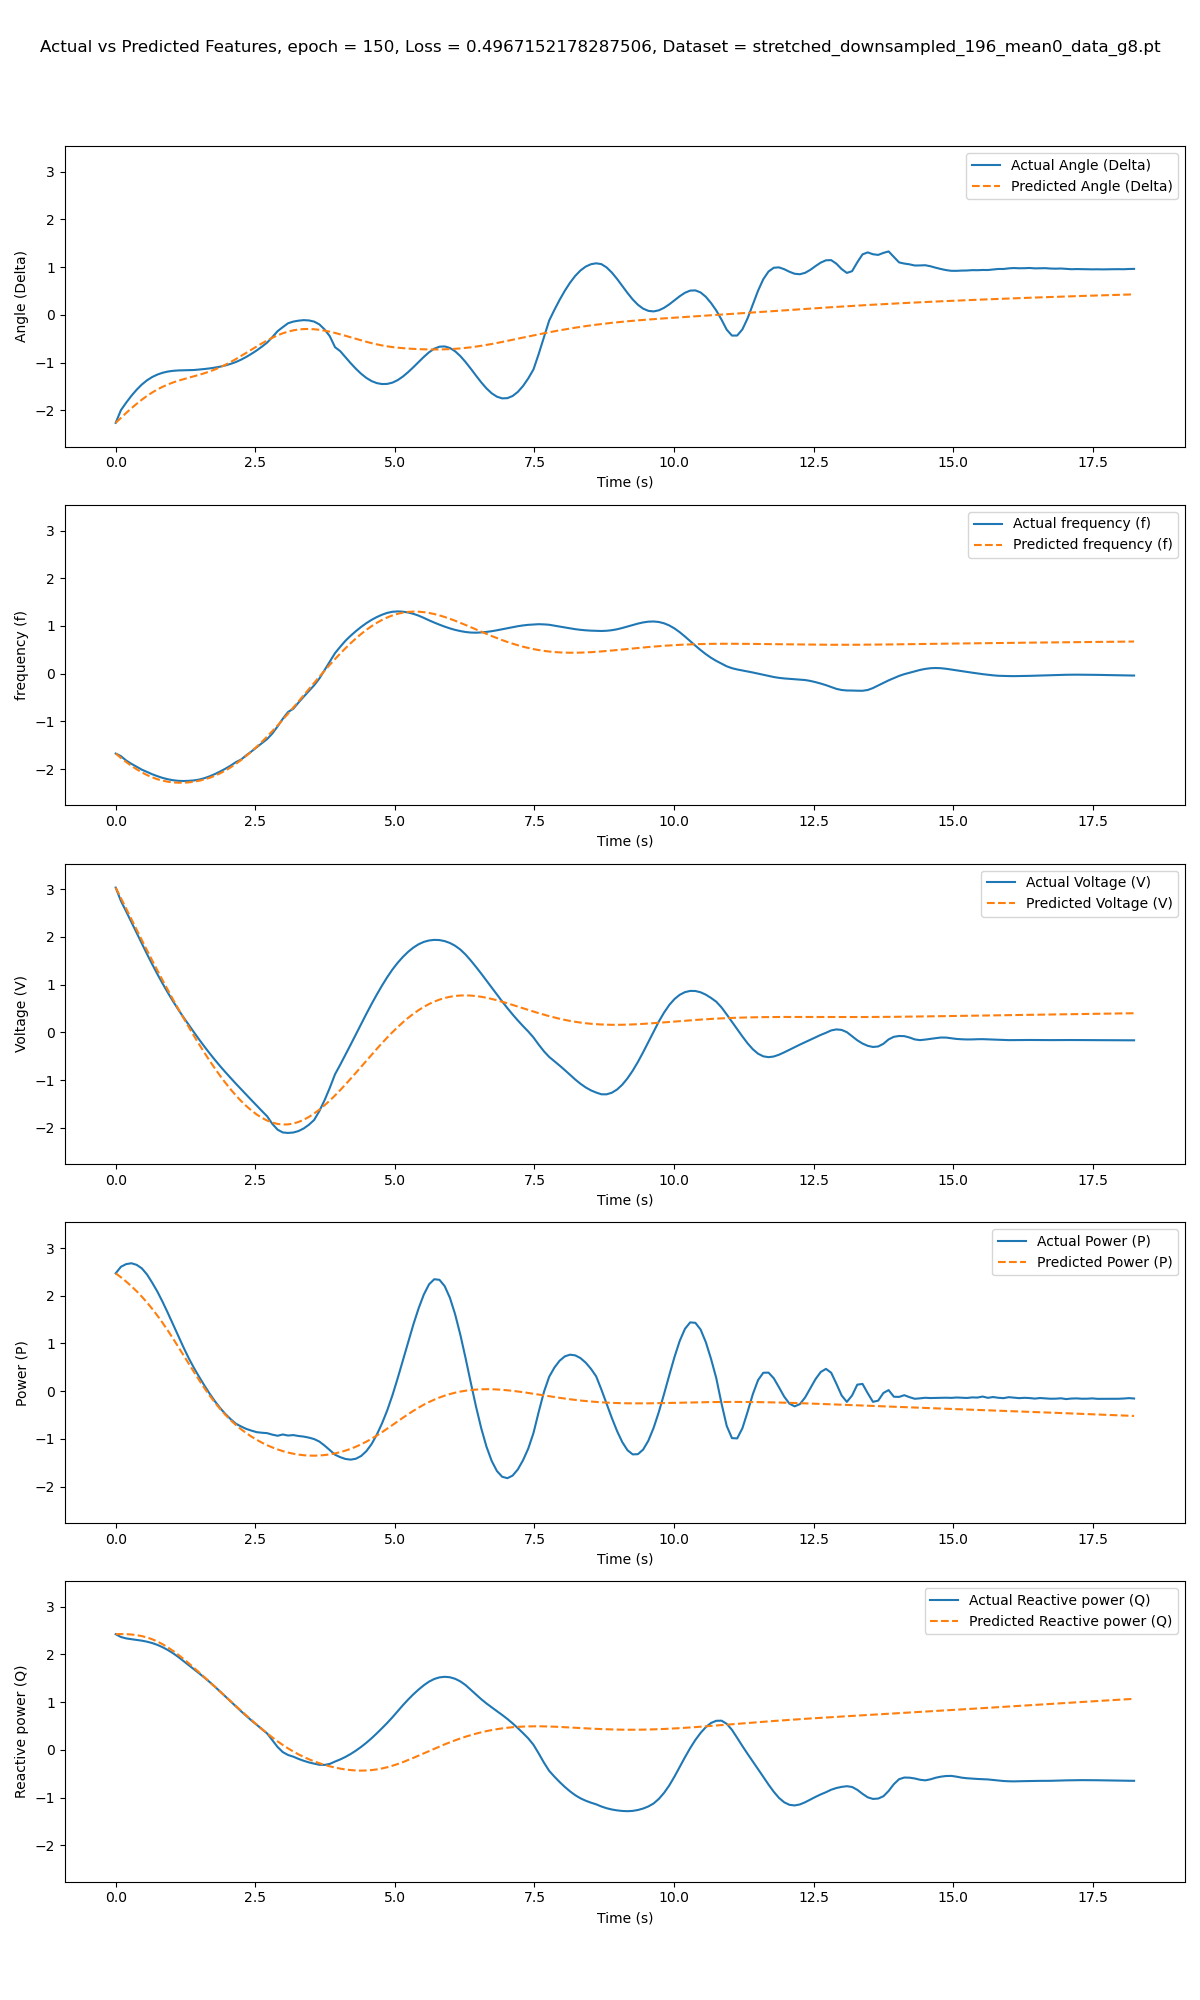 Actual vs Predicted Features, epoch = 150, Loss = 0.4967152178287506, Dataset = stretched_downsampled_196_mean0_data_g8.pt
Actual Angle (Delta)
Predicted Angle (Delta)
3
2
1
0
−1
−2
Angle (Delta)
0.0 2.5 5.0 7.5 10.0 12.5 15.0 17.5
Time (s)
Actual frequency (f)
Predicted frequency (f)
3
2
1
0
−1
−2
frequency (f)
0.0 2.5 5.0 7.5 10.0 12.5 15.0 17.5
Time (s)
Actual Voltage (V)
Predicted Voltage (V)
3
2
1
0
−1
−2
Voltage (V)
0.0 2.5 5.0 7.5 10.0 12.5 15.0 17.5
Time (s)
Actual Power (P)
Predicted Power (P)
3
2
1
0
−1
−2
Power (P)
0.0 2.5 5.0 7.5 10.0 12.5 15.0 17.5
Time (s)
Actual Reactive power (Q)
Predicted Reactive power (Q)
3
2
1
0
−1
−2
Reactive power (Q)
0.0 2.5 5.0 7.5 10.0 12.5 15.0 17.5
Time (s)